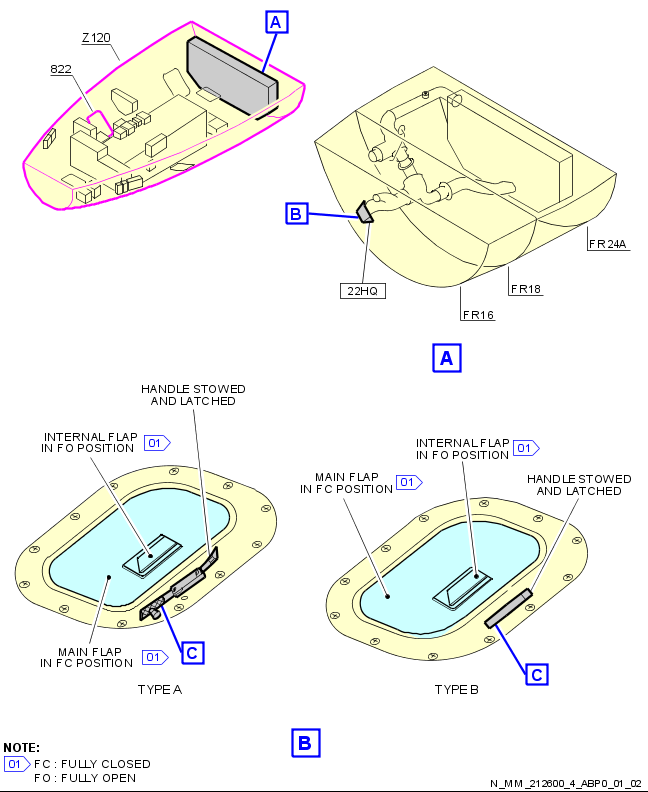 A
Z120
822
B
22HQ
FR24A
FR18
FR16
A
HANDLE STOWED
AND LATCHED
INTERNAL FLAP
IN FO POSITION 01
MAIN FLAP
IN FC POSITION 01
C
TYPE A
INTERNAL FLAP
IN FO POSITION 01
MAIN FLAP
IN FC POSITION 01
HANDLE STOWED
AND LATCHED
C
TYPE B
B
NOTE:
01 FC : FULLY CLOSED
FO : FULLY OPEN
N_MM_212600_4_ABP0_01_02